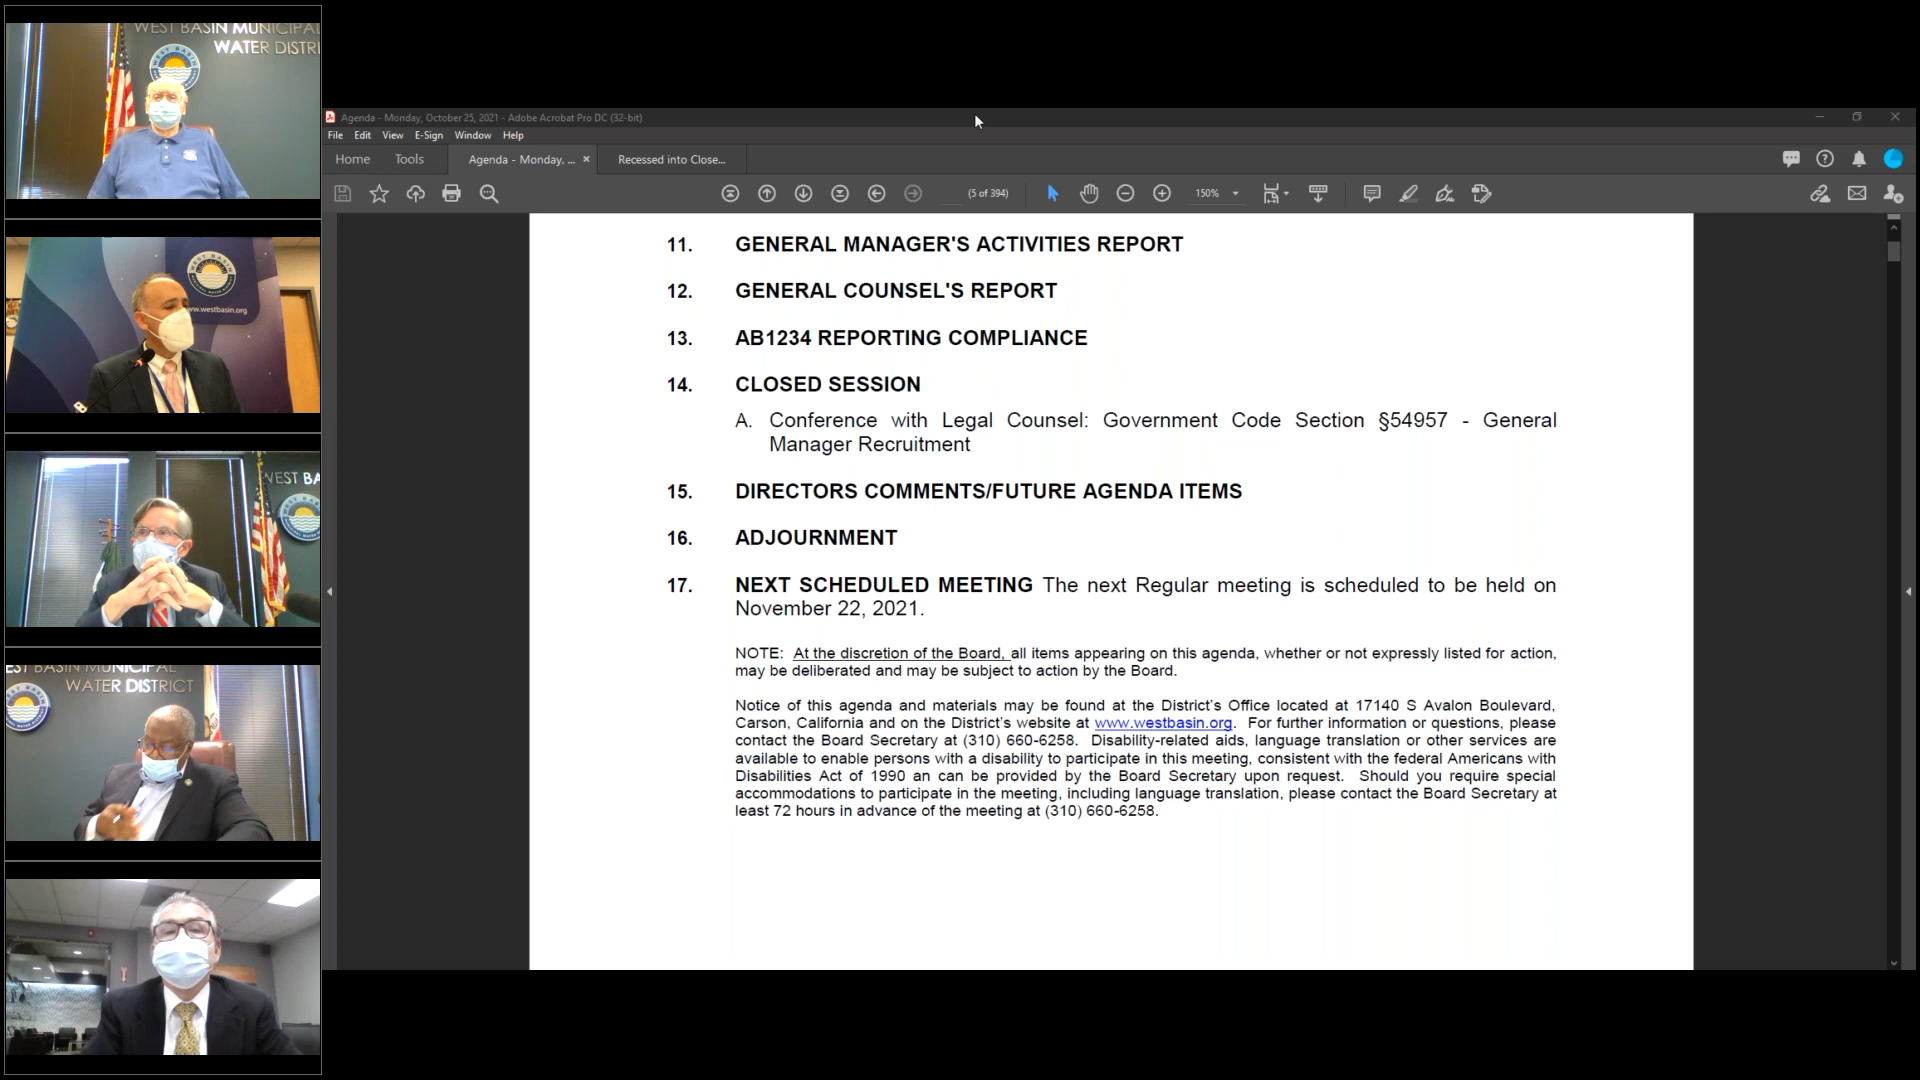 WEST BASIN MUNICIPAL
WATER DISTRI
WEST BASIN
www.westbasin.org
WEST BA
WEST BASIN
EST BASIN MUNICIPAL
WATER DISTRICT
WEST BASIN
Agenda - Monday, October 25, 2021 - Adobe Acrobat Pro DC (32-bit)
File Edit View E-Sign Window Help
Home Tools Agenda - Monday, ... × Recessed into Close...
(5 of 394) 150%
11. GENERAL MANAGER'S ACTIVITIES REPORT
12. GENERAL COUNSEL'S REPORT
13. AB1234 REPORTING COMPLIANCE
14. CLOSED SESSION
A. Conference with Legal Counsel: Government Code Section §54957 - General
Manager Recruitment
15. DIRECTORS COMMENTS/FUTURE AGENDA ITEMS
16. ADJOURNMENT
17. NEXT SCHEDULED MEETING The next Regular meeting is scheduled to be held on
November 22, 2021.
NOTE: At the discretion of the Board, all items appearing on this agenda, whether or not expressly listed for action,
may be deliberated and may be subject to action by the Board.
Notice of this agenda and materials may be found at the District's Office located at 17140 S Avalon Boulevard,
Carson, California and on the District's website at www.westbasin.org. For further information or questions, please
contact the Board Secretary at (310) 660-6258. Disability-related aids, language translation or other services are
available to enable persons with a disability to participate in this meeting, consistent with the federal Americans with
Disabilities Act of 1990 an can be provided by the Board Secretary upon request. Should you require special
accommodations to participate in the meeting, including language translation, please contact the Board Secretary at
least 72 hours in advance of the meeting at (310) 660-6258.